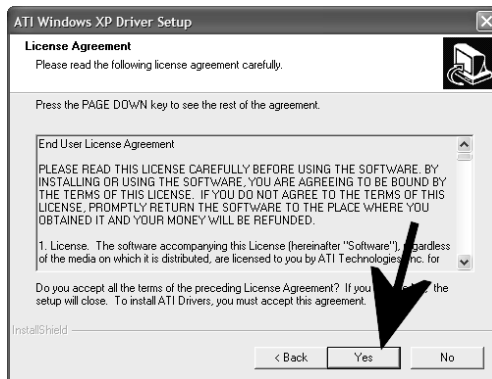 ATI Windows XP Driver Setup
License Agreement
Please read the following license agreement carefully.
Press the PAGE DOWN key to see the rest of the agreement.
End User License Agreement
PLEASE READ THIS LICENSE CAREFULLY BEFORE USING THE SOFTWARE. BY
INSTALLING OR USING THE SOFTWARE, YOU ARE AGREEING TO BE BOUND BY
THE TERMS OF THIS LICENSE. IF YOU DO NOT AGREE TO THE TERMS OF THIS
LICENSE, PROMPTLY RETURN THE SOFTWARE TO THE PLACE WHERE YOU
OBTAINED IT AND YOUR MONEY WILL BE REFUNDED.
1. License. The software accompanying this License (hereinafter "Software"), regardless
of the media on which it is distributed, are licensed to you by ATI Technologies Inc. for
Do you accept all the terms of the preceding License Agreement? If you the
setup will close. To install ATI Drivers, you must accept this agreement.
InstallShield
< Back
Yes
No